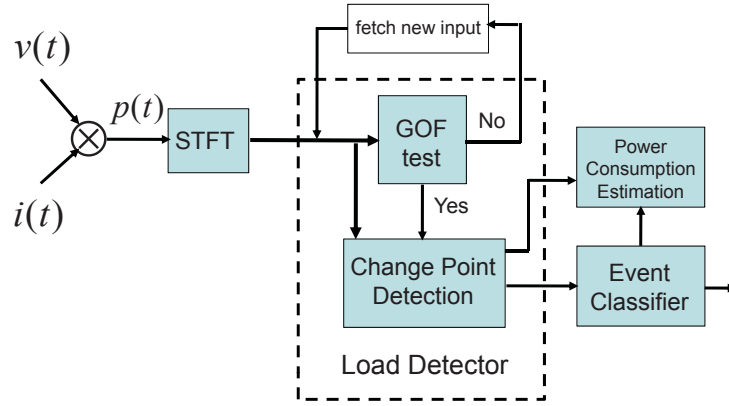 fetch new input
v(t)
p(t)
i(t)
STFT
GOF
test
No
Yes
Change Point
Detection
Load Detector
Power
Consumption
Estimation
Event
Classifier